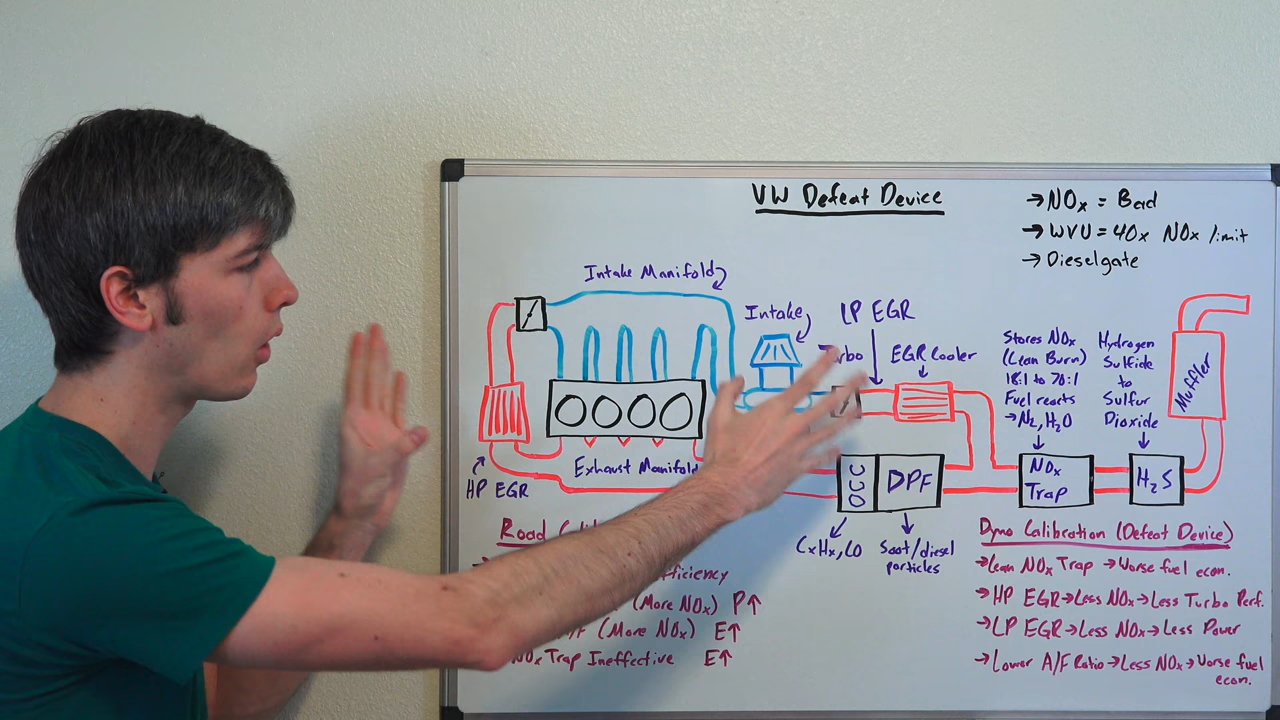 VW Defeat Device
→NOx = Bad
→WVU = 40x NOx limit
→Dieselgate
Intake Manifold
Intake
LP EGR
Turbo
EGR Cooler
Stores NOx
(Lean Burn)
18:1 to 70:1
Fuel reacts
→N2, H2O
Hydrogen
Sulfide
to
Sulfur
Dioxide
Muffler
HP EGR
Exhaust Manifold
DPF
NOx
Trap
H2S
CxHx, CO
Soot/diesel
particles
Road
(More NOx) P↑
(More NOx) E↑
NOx Trap Ineffective E↑
Dyno Calibration (Defeat Device)
→Lean NOx Trap →Worse fuel econ.
→HP EGR→Less NOx→Less Turbo Perf.
→LP EGR→Less NOx→Less Power
→Lower A/F Ratio→Less NOx→Worse fuel
econ.